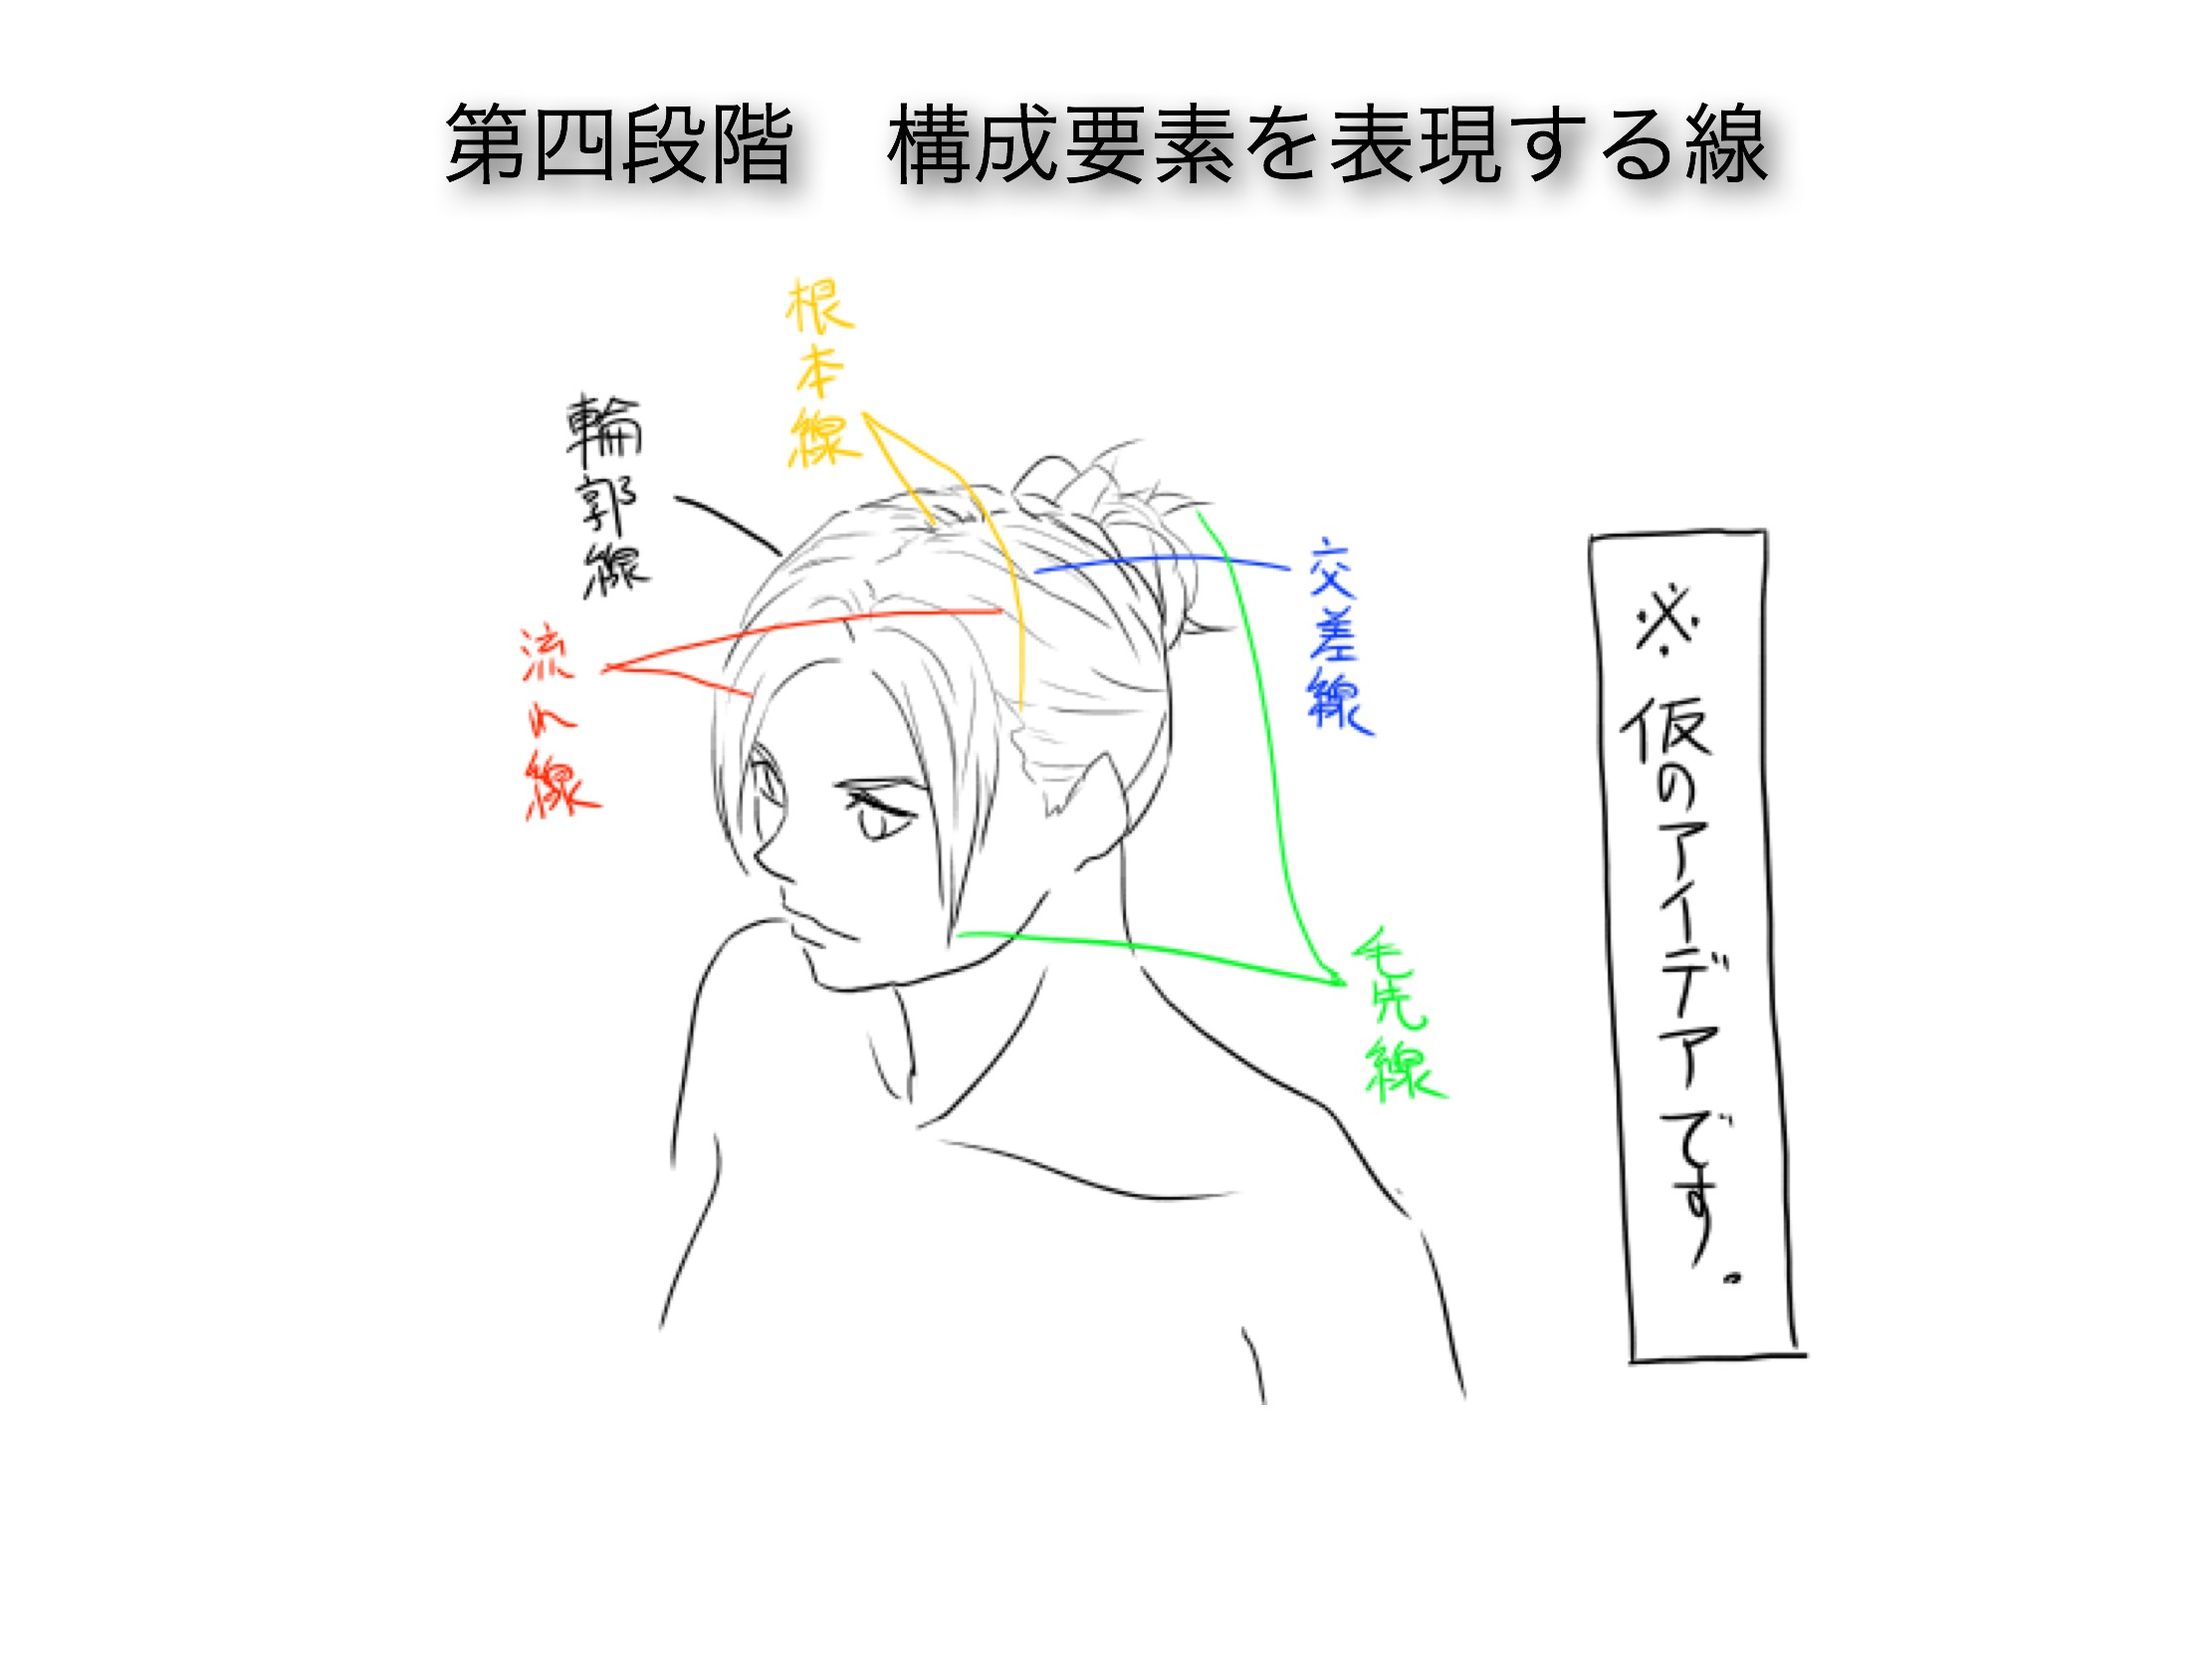 第四段階　構成要素を表現する線
根本線
輪郭線
流れ線
交差線
毛先線
※仮のアイデアです。